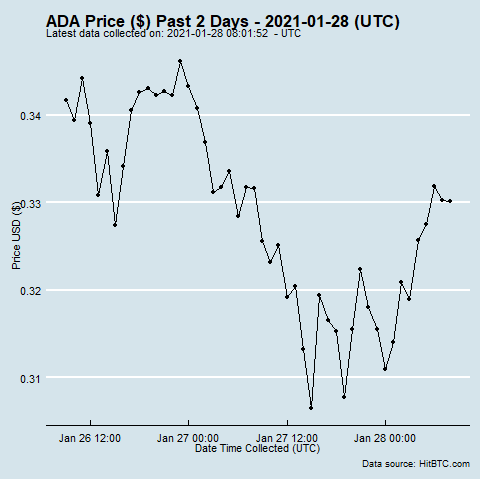 ADA Price ($) Past 2 Days - 2021-01-28 (UTC)
Latest data collected on: 2021-01-28 08:01:52 - UTC
0.34
0.33
0.32
0.31
Price USD ($)
Jan 26 12:00 Jan 27 00:00 Jan 27 12:00 Jan 28 00:00
Date Time Collected (UTC)
Data source: HitBTC.com